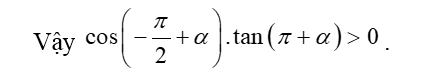 Vậy cos(−π/2 + α).tan(π + α) > 0.